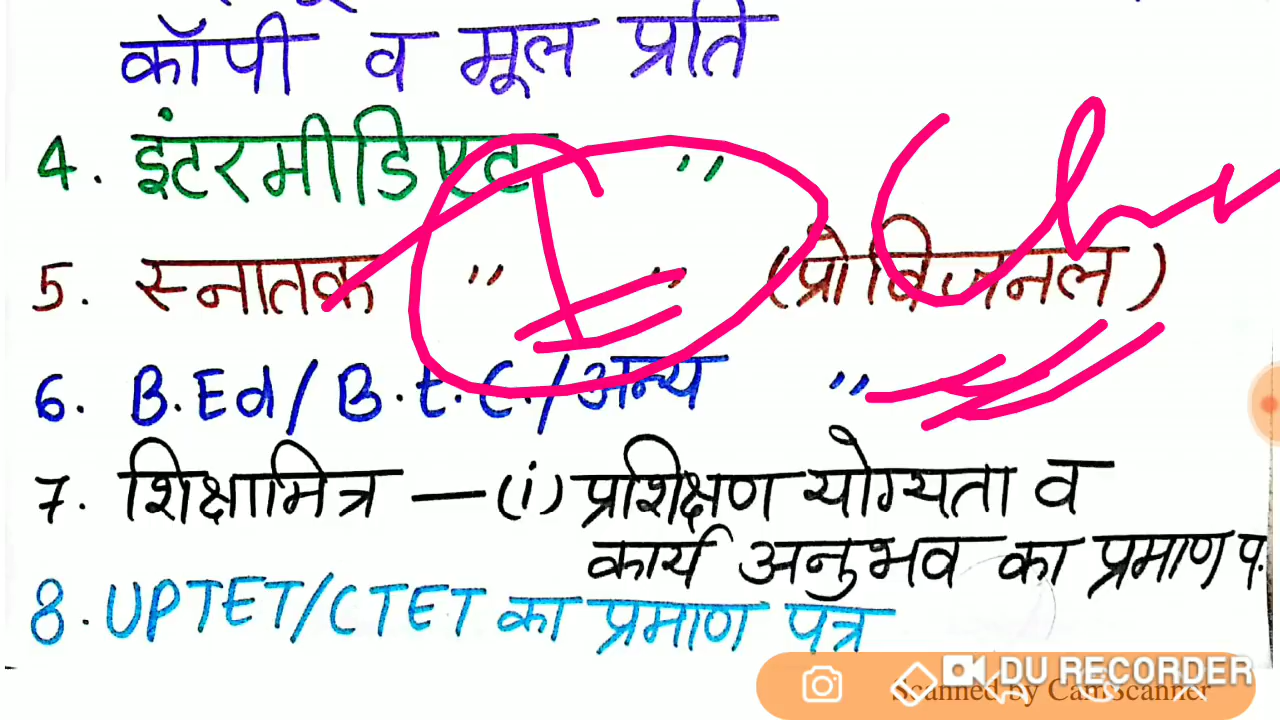 कॉपी व मूल प्रति
4. इंटरमीडिएट "
5. स्नातक " " (प्रोविजनल)
6. B.Ed/B.T.C./अन्य "
7. शिक्षामित्र — (i) प्रशिक्षण योग्यता व
कार्य अनुभव का प्रमाण प.
8. UPTET/CTET का प्रमाण पत्र
DU RECORDER
Scanned by CamScanner